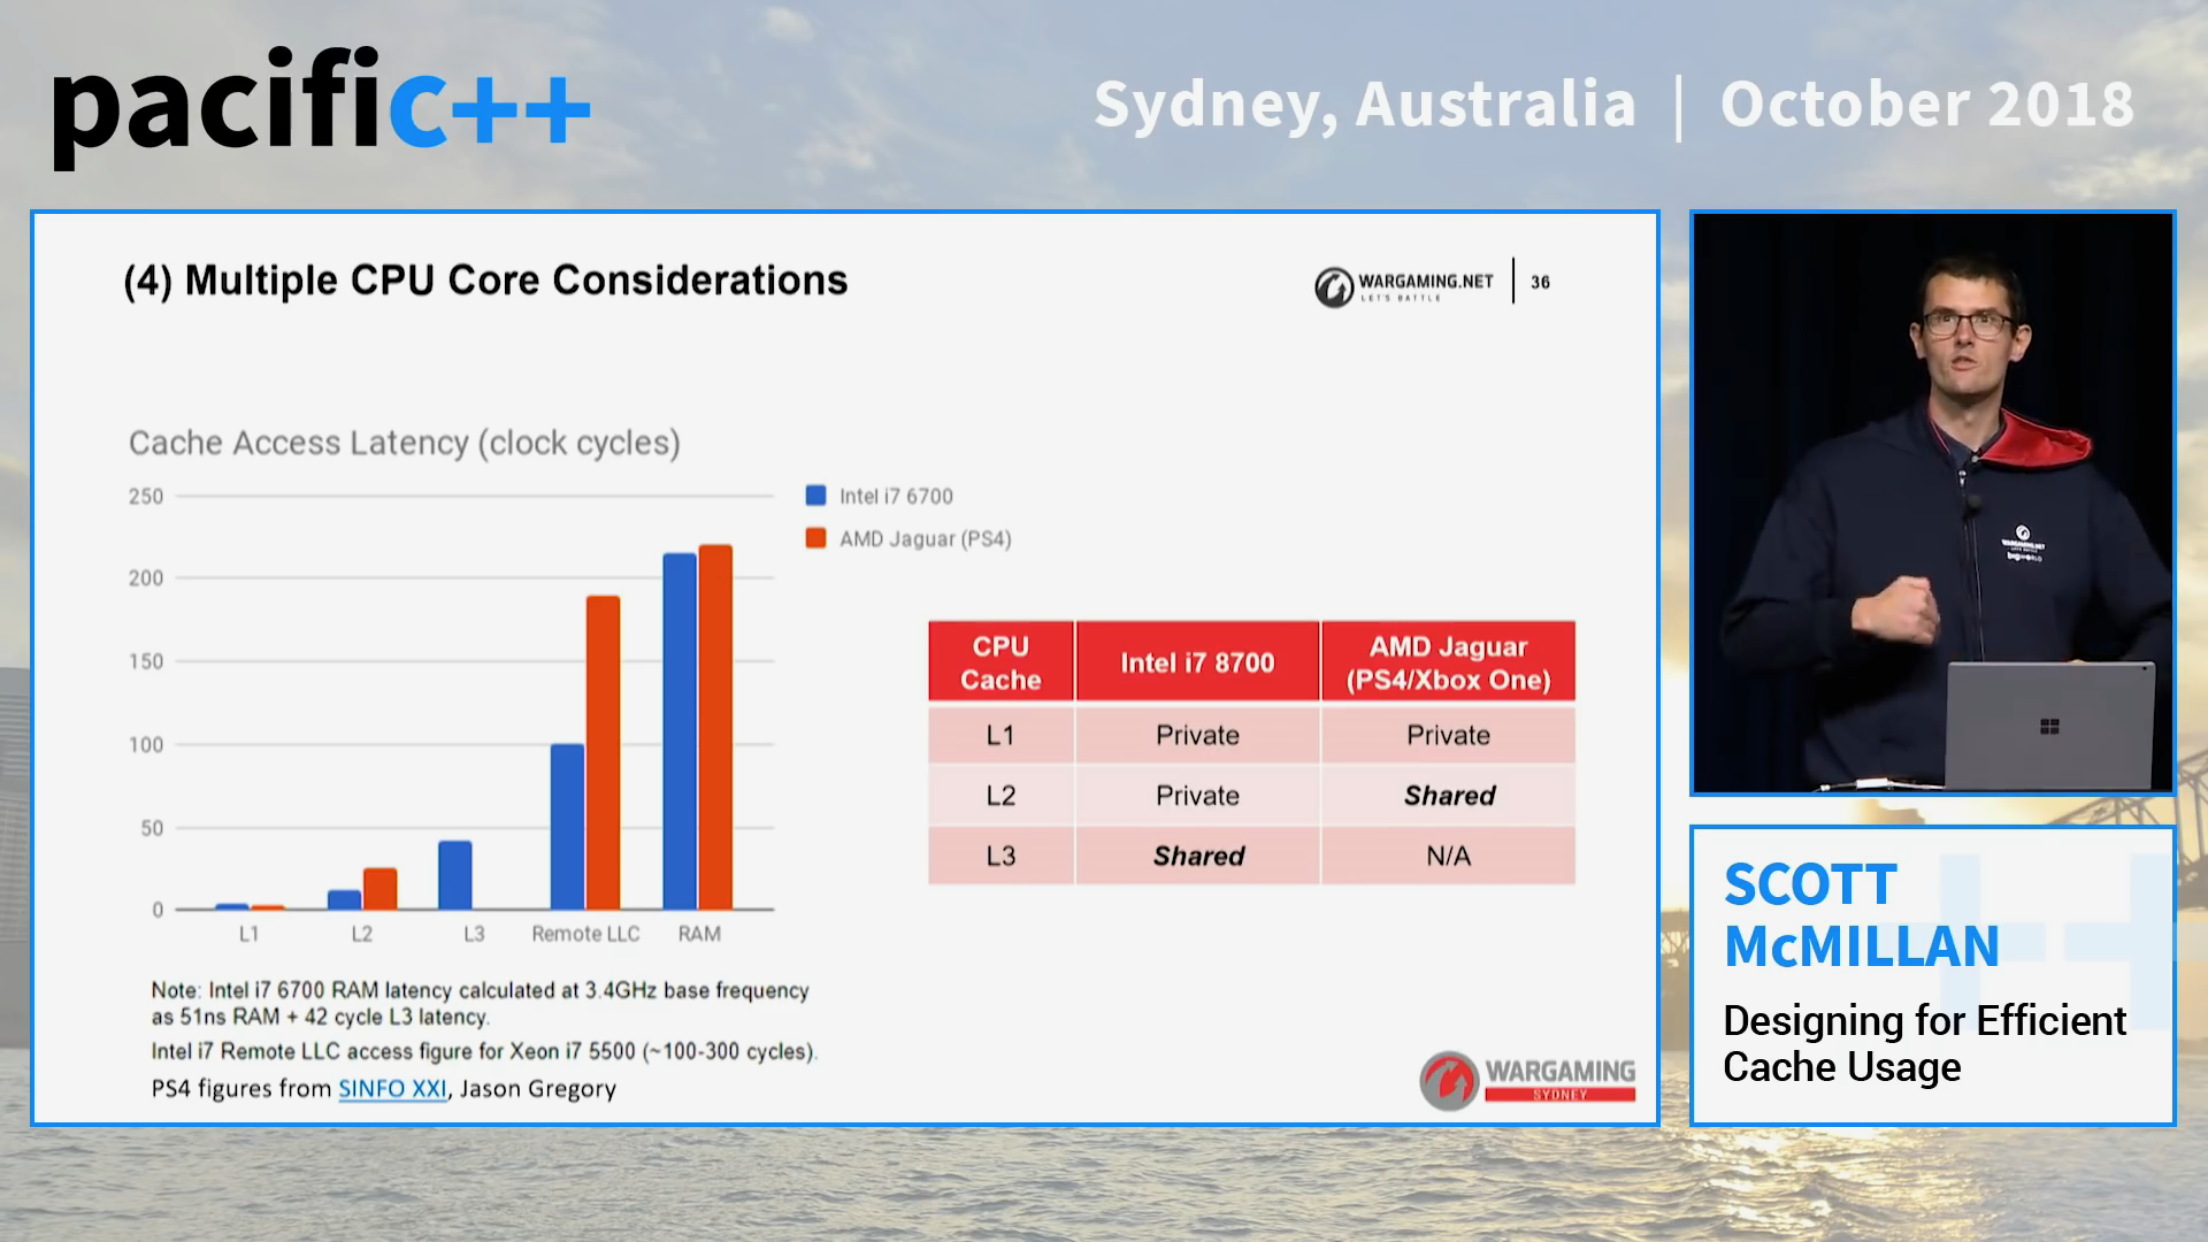 pacific++
Sydney, Australia | October 2018
(4) Multiple CPU Core Considerations
WARGAMING.NET
LET'S BATTLE
36
Cache Access Latency (clock cycles)
250
200
150
100
50
0
L1 L2 L3 Remote LLC RAM
Intel i7 6700
AMD Jaguar (PS4)
CPU Cache Intel i7 8700 AMD Jaguar (PS4/Xbox One)
L1 Private Private
L2 Private Shared
L3 Shared N/A
Note: Intel i7 6700 RAM latency calculated at 3.4GHz base frequency
as 51ns RAM + 42 cycle L3 latency.
Intel i7 Remote LLC access figure for Xeon i7 5500 (~100-300 cycles).
PS4 figures from SINFO XXI, Jason Gregory
WARGAMING
SYDNEY
WARGAMING.NET
SCOTT
McMILLAN
Designing for Efficient
Cache Usage